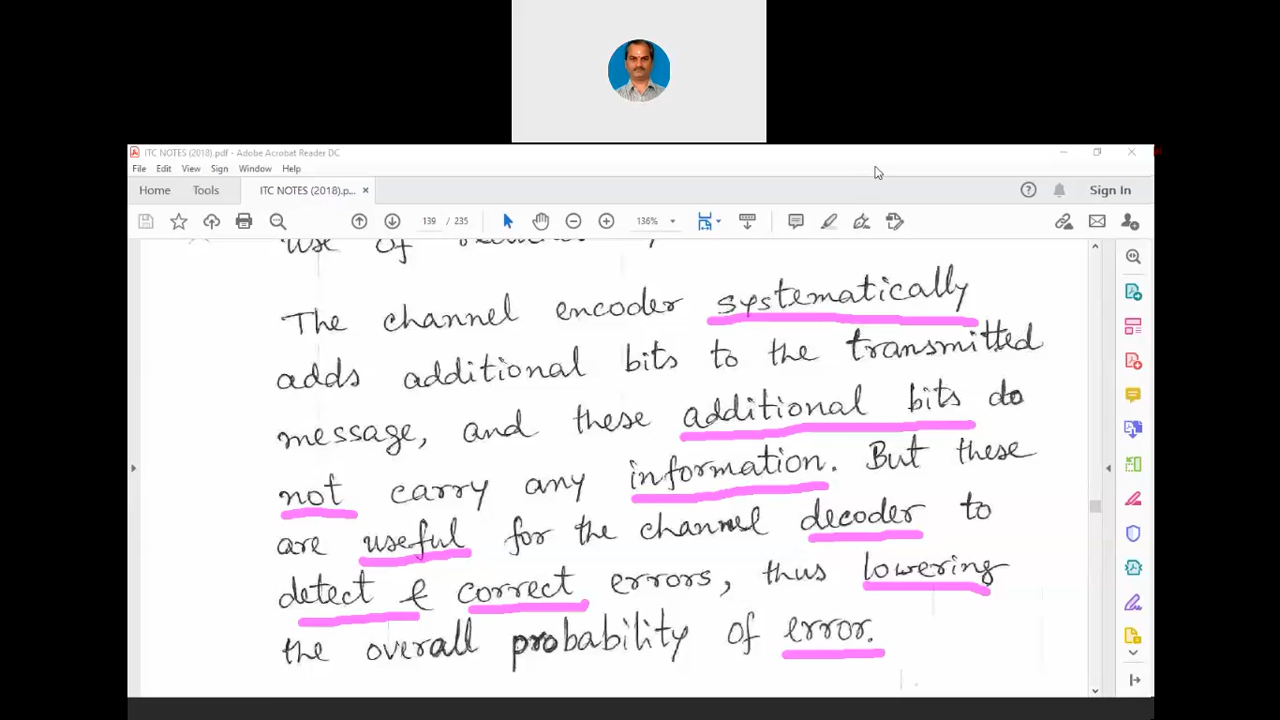 ITC NOTES (2018).pdf - Adobe Acrobat Reader DC
File Edit View Sign Window Help
Home Tools ITC NOTES (2018).p... ×
Sign In
139 / 235 136%
use of
The channel encoder systematically
adds additional bits to the transmitted
message, and these additional bits do
not carry any information. But these
are useful for the channel decoder to
detect & correct errors, thus lowering
the overall probability of error.